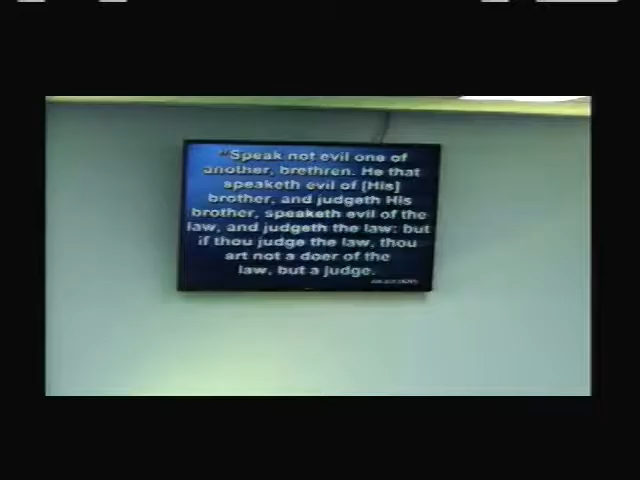 "Speak not evil one of
another, brethren. He that
speaketh evil of [His]
brother, and judgeth His
brother, speaketh evil of the
law, and judgeth the law: but
if thou judge the law, thou
art not a doer of the
law, but a judge.